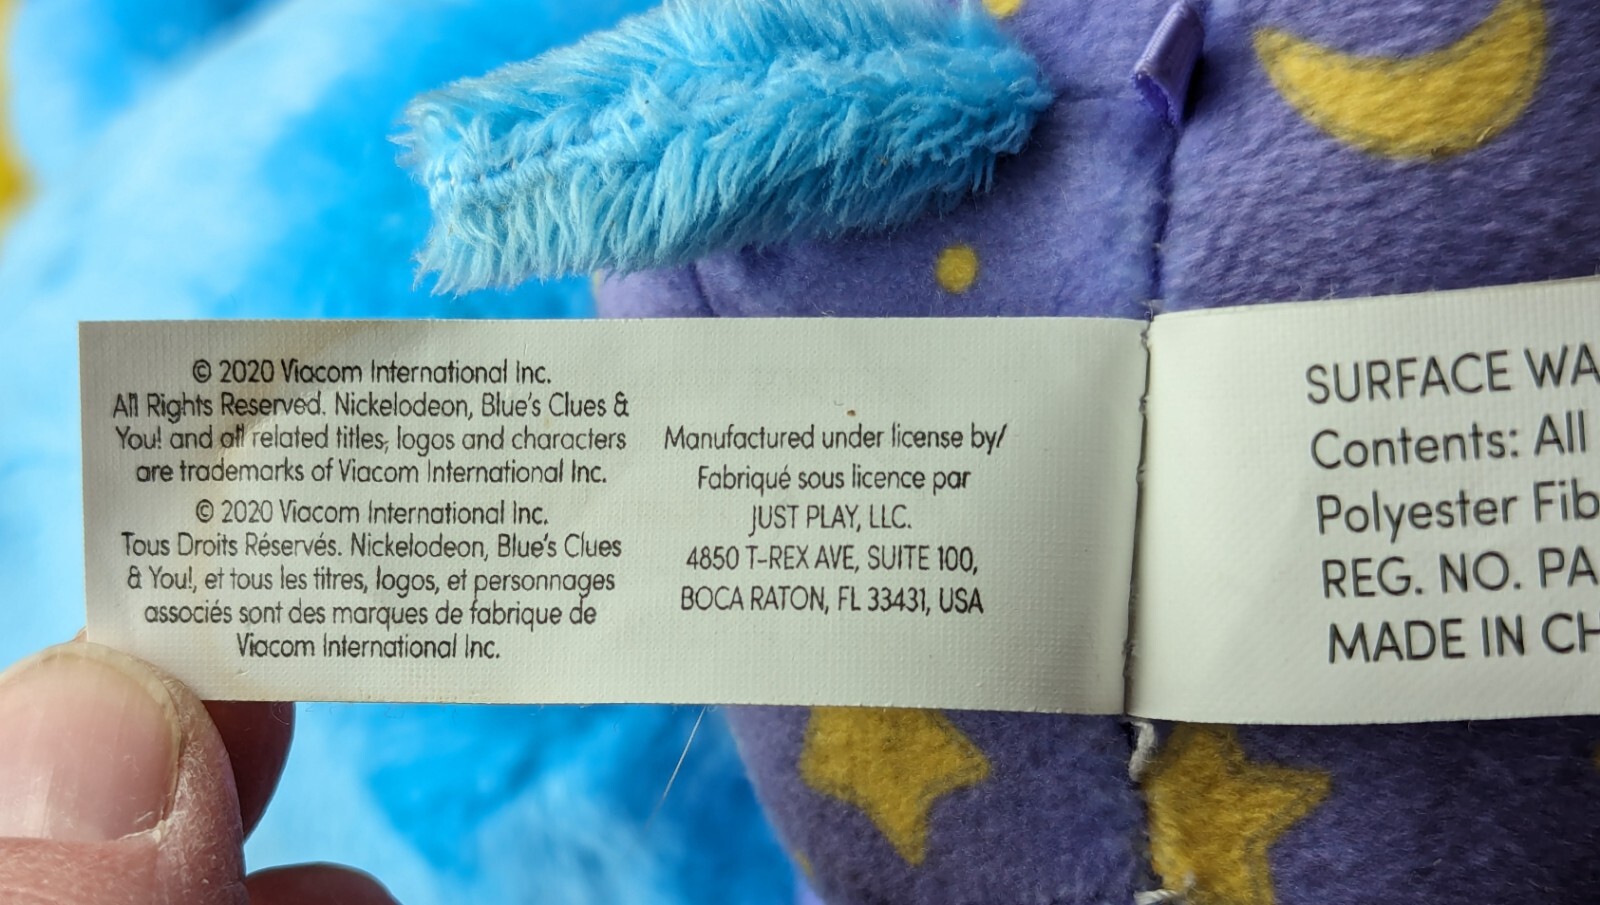 © 2020 Viacom International Inc.
All Rights Reserved. Nickelodeon, Blue's Clues &
You! and all related titles, logos and characters
are trademarks of Viacom International Inc.
© 2020 Viacom International Inc.
Tous Droits Réservés. Nickelodeon, Blue's Clues
& You!, et tous les titres, logos, et personnages
associés sont des marques de fabrique de
Viacom International Inc.
Manufactured under license by/
Fabriqué sous licence par
JUST PLAY, LLC.
4850 T-REX AVE, SUITE 100,
BOCA RATON, FL 33431, USA
SURFACE WA
Contents: All
Polyester Fib
REG. NO. PA
MADE IN CH